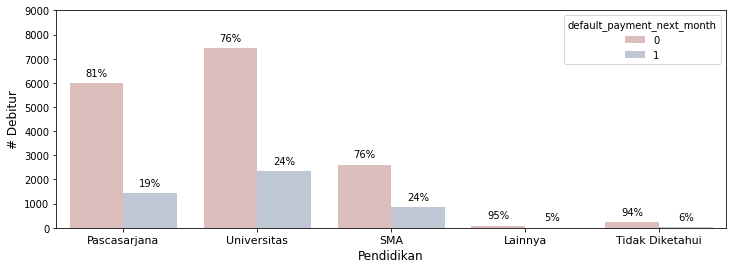 default_payment_next_month
0
1
# Debitur
9000
8000
7000
6000
5000
4000
3000
2000
1000
0
81%
19%
76%
24%
76%
24%
95%
5%
94%
6%
Pascasarjana
Universitas
SMA
Lainnya
Tidak Diketahui
Pendidikan